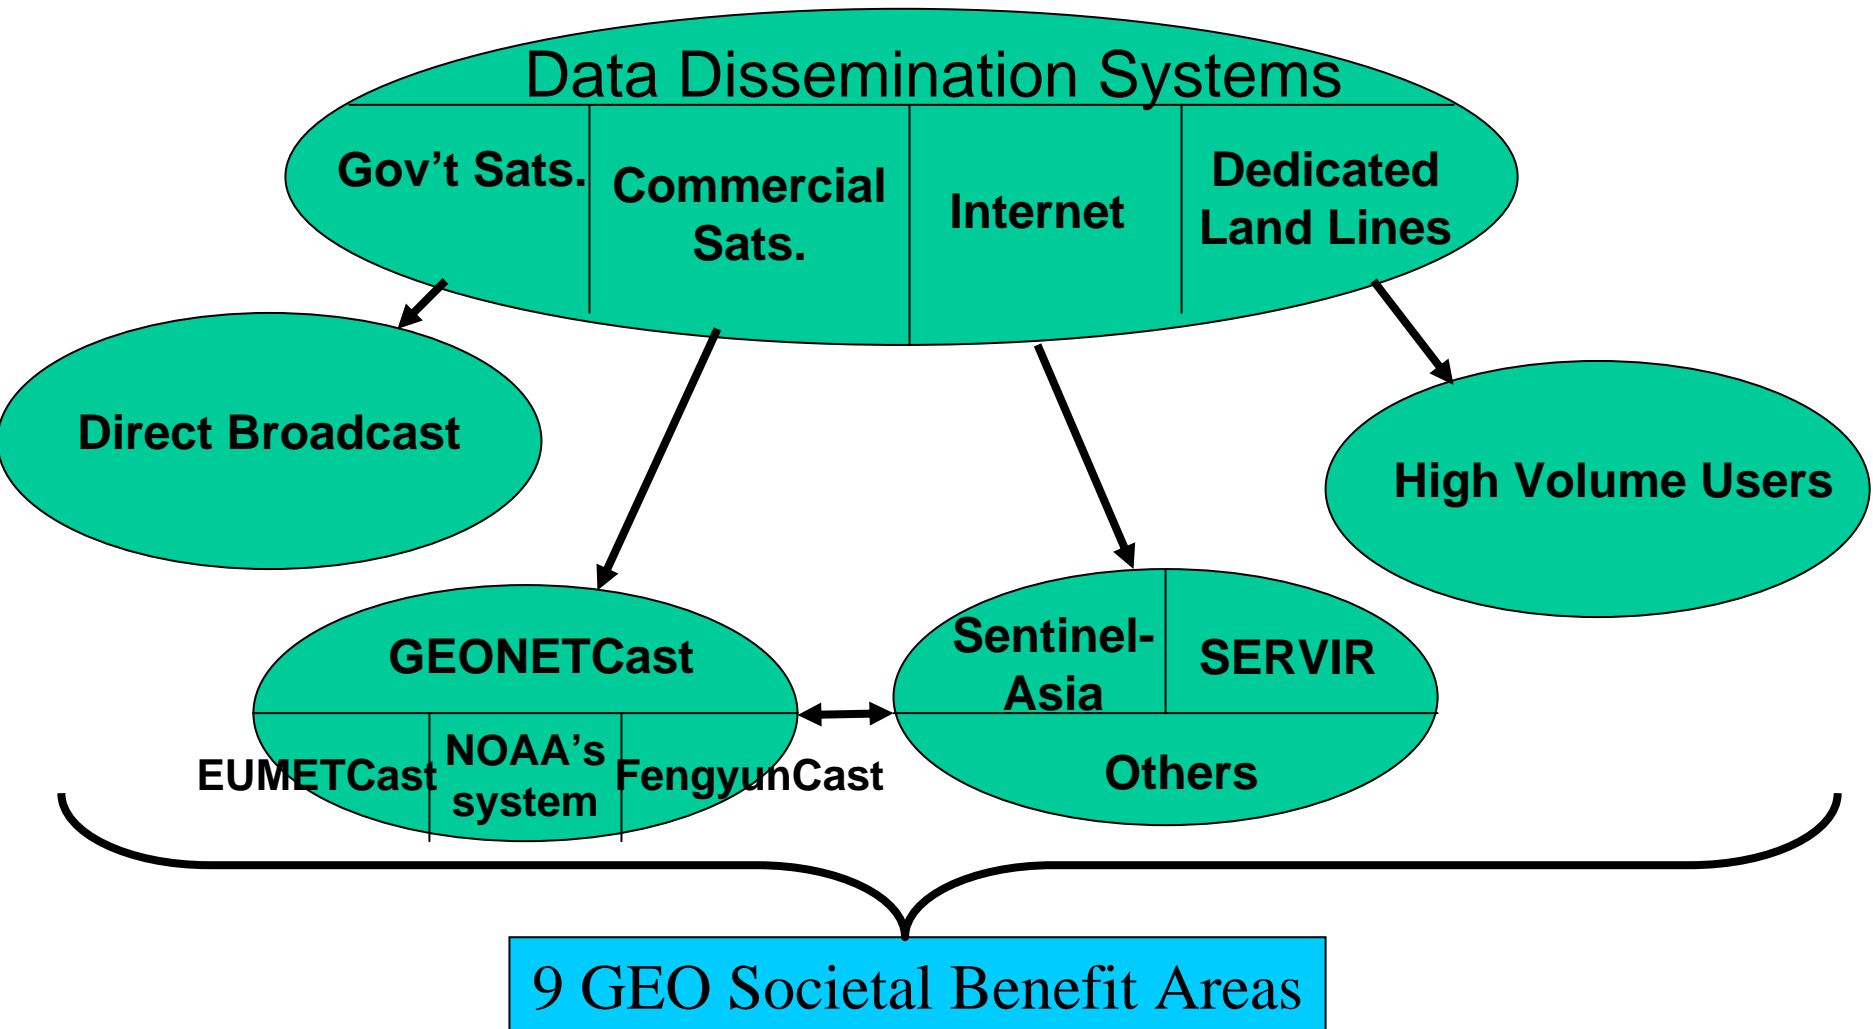 Data Dissemination Systems
Gov’t Sats.
Commercial
Sats.
Internet
Dedicated
Land Lines
Direct Broadcast
High Volume Users
GEONETCast
EUMETCast
NOAA’s
system
FengyunCast
Sentinel-
Asia
SERVIR
Others
9 GEO Societal Benefit Areas